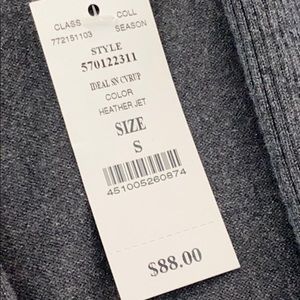 CLASS COLL
772151103 SEASON
STYLE
570122311
IDEAL SN CVRUP
COLOR
HEATHER JET
SIZE
S
451005260874
$88.00